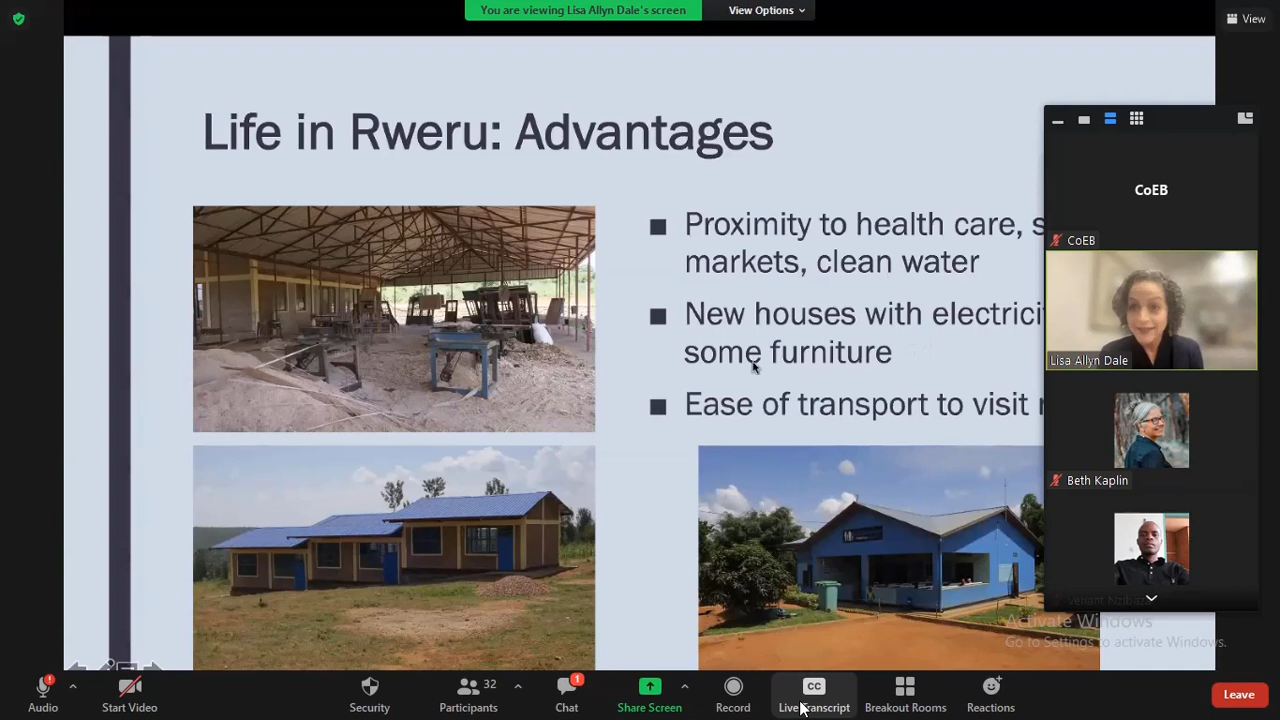 You are viewing Lisa Allyn Dale's screen
View Options
View
Life in Rweru: Advantages
Proximity to health care, s
markets, clean water
New houses with electrici
some furniture
Ease of transport to visit
CoEB
CoEB
Lisa Allyn Dale
Beth Kaplin
Activate Windows
Go to Settings to activate Windows.
Audio
Start Video
Security
32
Participants
1
Chat
Share Screen
Record
CC
Live Transcript
Breakout Rooms
Reactions
Leave